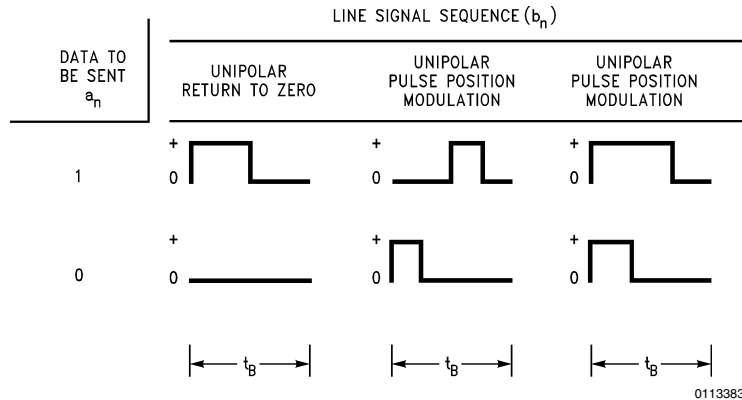 LINE SIGNAL SEQUENCE (bn)
DATA TO
BE SENT
an
UNIPOLAR
RETURN TO ZERO
UNIPOLAR
PULSE POSITION
MODULATION
UNIPOLAR
PULSE POSITION
MODULATION
1
+
0
+
0
+
0
0
+
0
+
0
+
0
tB
tB
tB
0113383